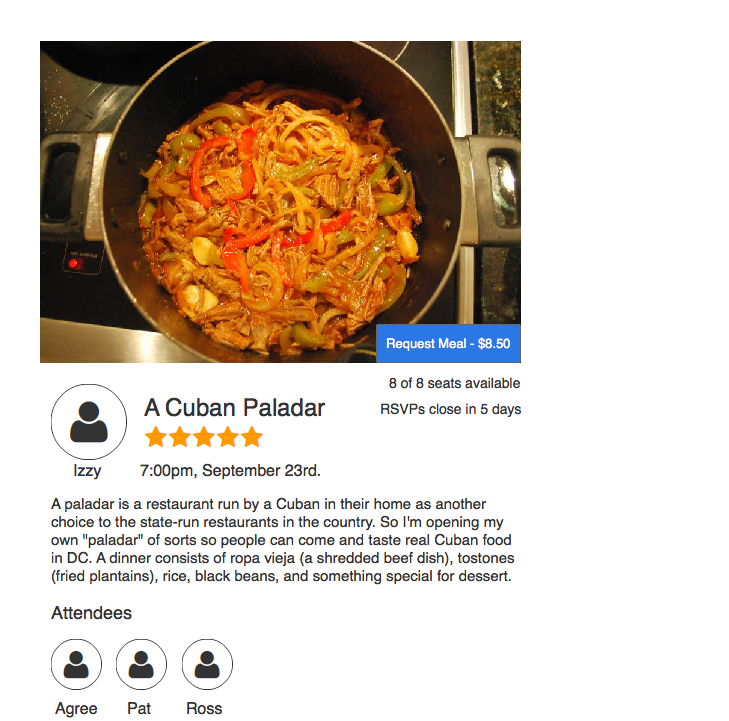 Request Meal - $8.50
8 of 8 seats available
A Cuban Paladar
RSVPs close in 5 days
Izzy
7:00pm, September 23rd.
A paladar is a restaurant run by a Cuban in their home as another
choice to the state-run restaurants in the country. So I'm opening my
own "paladar" of sorts so people can come and taste real Cuban food
in DC. A dinner consists of ropa vieja (a shredded beef dish), tostones
(fried plantains), rice, black beans, and something special for dessert.
Attendees
Agree Pat Ross